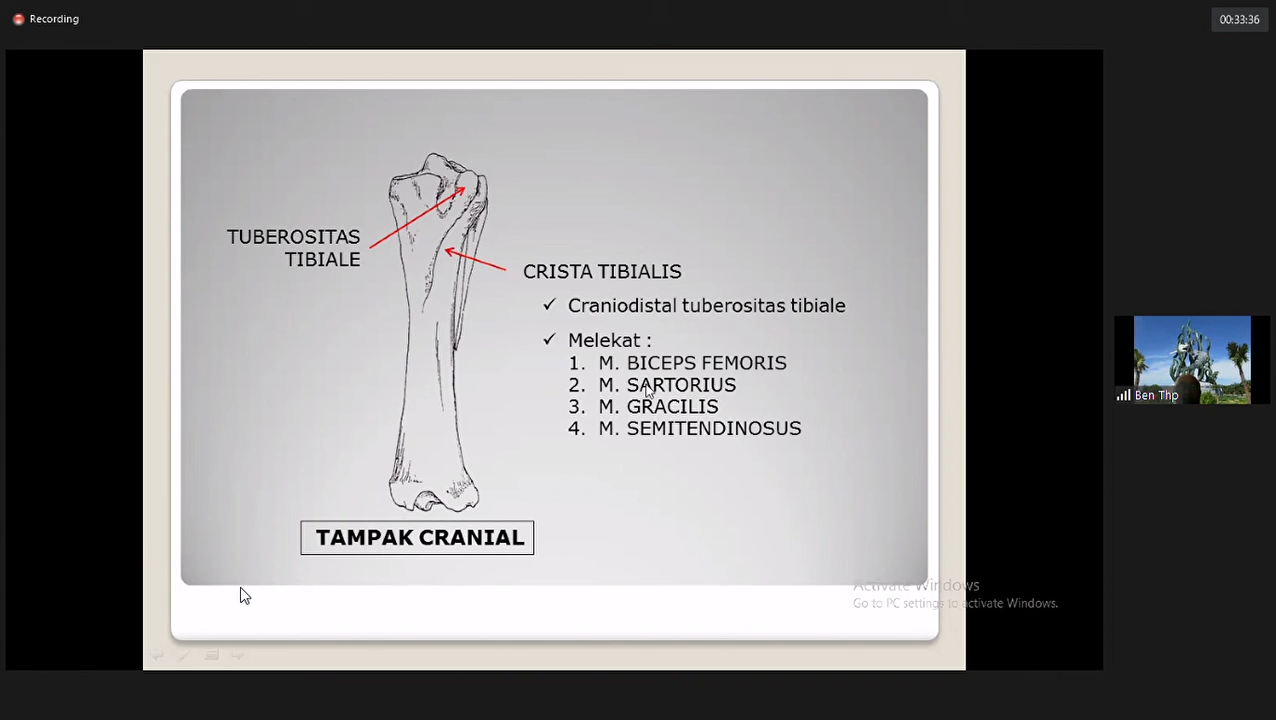 Recording
00:33:36
TUBEROSITAS
TIBIALE
CRISTA TIBIALIS
✓ Craniodistal tuberositas tibiale
✓ Melekat :
1. M. BICEPS FEMORIS
2. M. SARTORIUS
3. M. GRACILIS
4. M. SEMITENDINOSUS
TAMPAK CRANIAL
Ben Thp
Activate Windows
Go to PC settings to activate Windows.